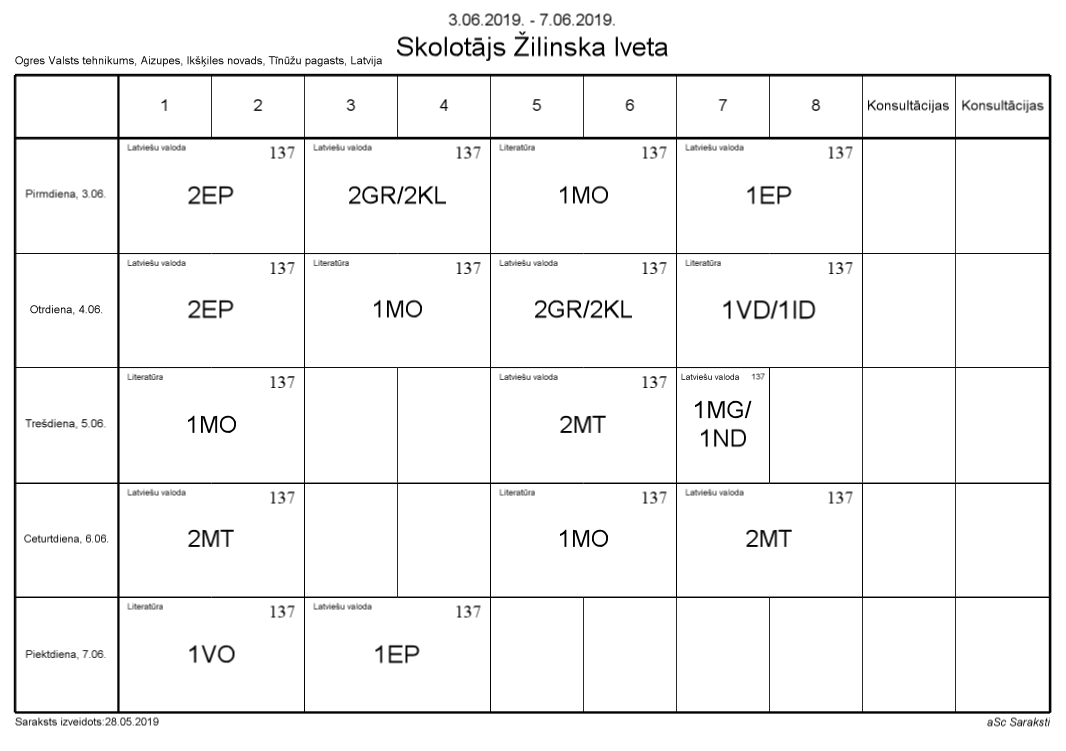 3.06.2019. - 7.06.2019.
Skolotājs Žilinska Iveta
Ogres Valsts tehnikums, Aizupes, Ikšķiles novads, Tīnūžu pagasts, Latvija
1 2 3 4 5 6 7 8 Konsultācijas Konsultācijas
Latviešu valoda 137 Latviešu valoda 137 Literatūra 137 Latviešu valoda 137
Pirmdiena, 3.06. 2EP 2GR/2KL 1MO 1EP
Latviešu valoda 137 Literatūra 137 Latviešu valoda 137 Literatūra 137
Otrdiena, 4.06. 2EP 1MO 2GR/2KL 1VD/1ID
Literatūra 137 Latviešu valoda 137 Latviešu valoda 137
Trešdiena, 5.06. 1MO 2MT 1MG/
1ND
Latviešu valoda 137 Literatūra 137 Latviešu valoda 137
Ceturtdiena, 6.06. 2MT 1MO 2MT
Literatūra 137 Latviešu valoda 137
Piektdiena, 7.06. 1VO 1EP
Saraksts izveidots:28.05.2019 aSc Saraksti